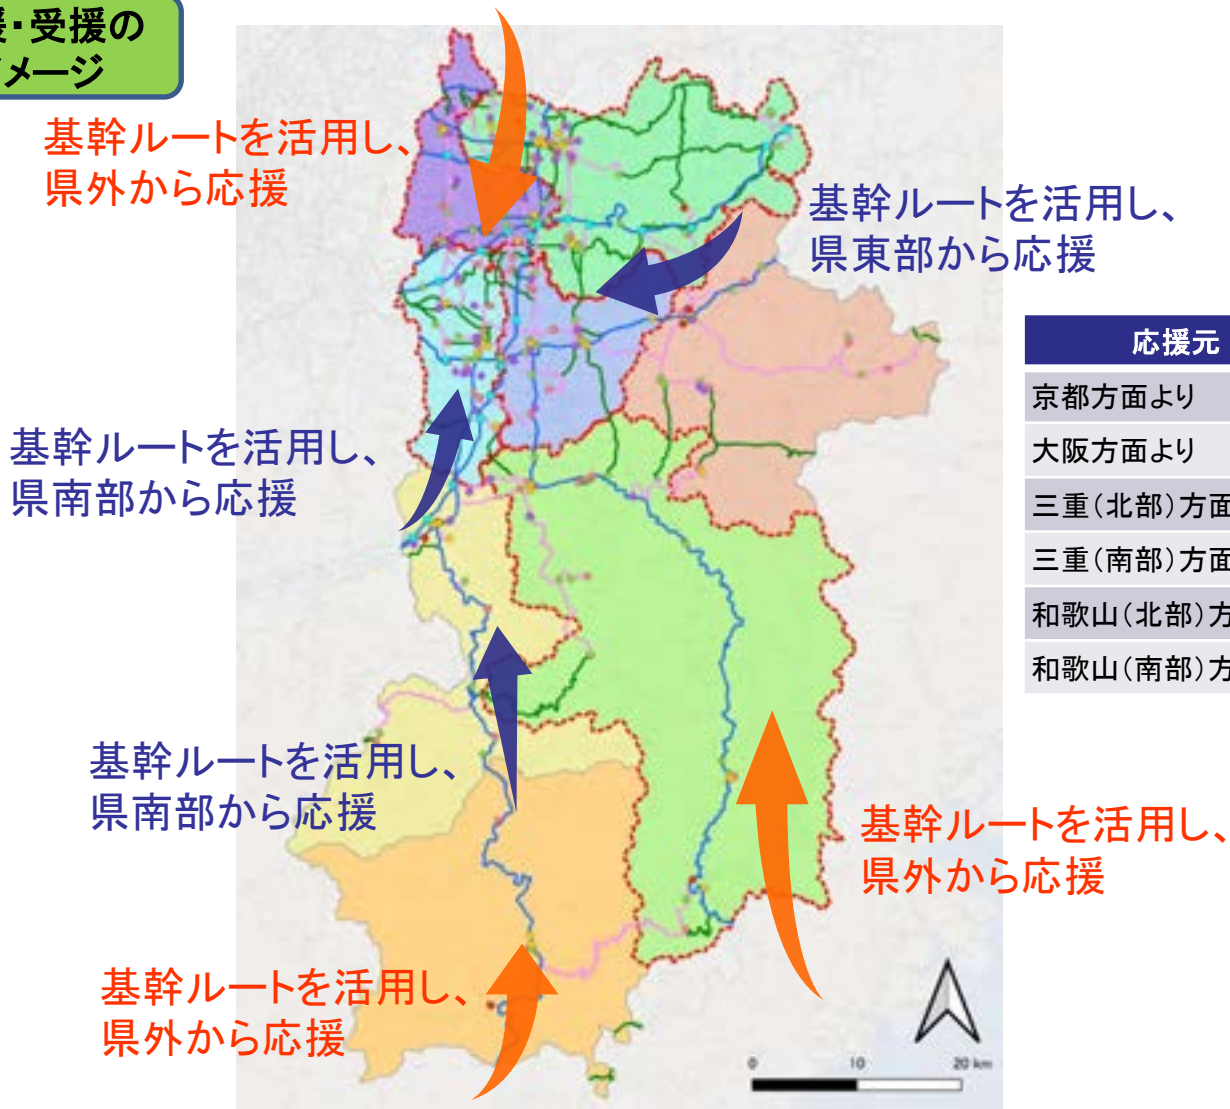 援・受援の
イメージ
基幹ルートを活用し、
県外から応援
基幹ルートを活用し、
県東部から応援
応援元
京都方面より
大阪方面より
三重（北部）方面
三重（南部）方面
和歌山（北部）方
和歌山（南部）方
基幹ルートを活用し、
県南部から応援
基幹ルートを活用し、
県南部から応援
基幹ルートを活用し、
県外から応援
基幹ルートを活用し、
県外から応援
0 10 20 km